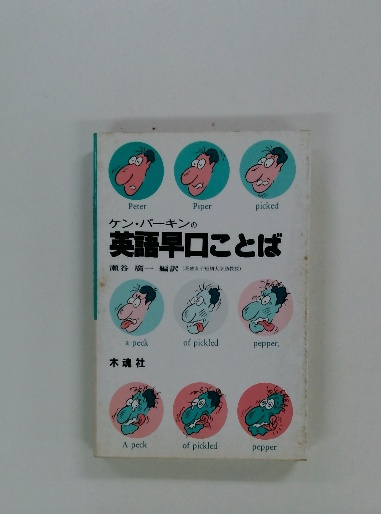 Peter Piper picked
ケン・パーキンの
英語早口ことば
瀬谷 廣一 編訳
a peck of pickled pepper,
木魂社
A peck of pickled pepper